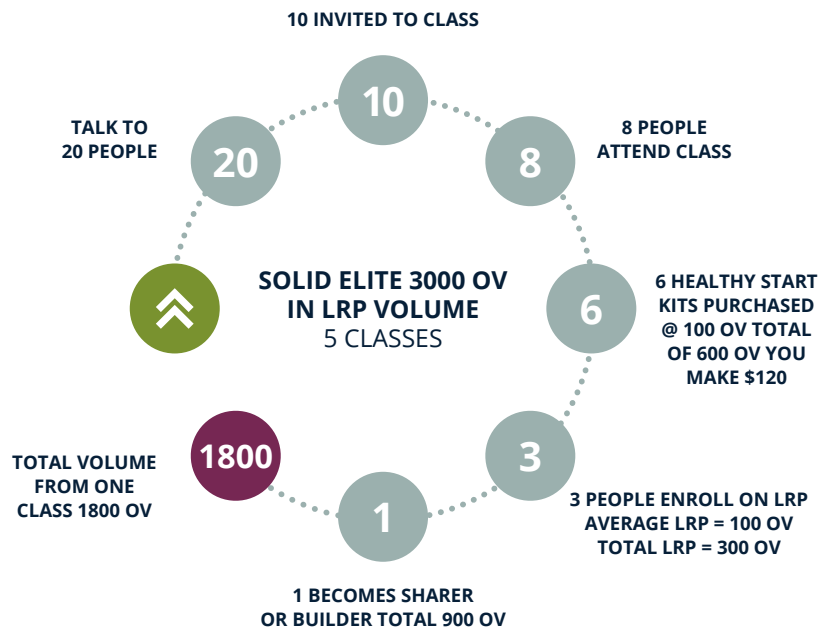 10 INVITED TO CLASS
10
TALK TO
20 PEOPLE
20
8
8 PEOPLE
ATTEND CLASS
SOLID ELITE 3000 OV
IN LRP VOLUME
5 CLASSES
6
6 HEALTHY START
KITS PURCHASED
@ 100 OV TOTAL
OF 600 OV YOU
MAKE $120
3
3 PEOPLE ENROLL ON LRP
AVERAGE LRP = 100 OV
TOTAL LRP = 300 OV
1
1 BECOMES SHARER
OR BUILDER TOTAL 900 OV
1800
TOTAL VOLUME
FROM ONE
CLASS 1800 OV